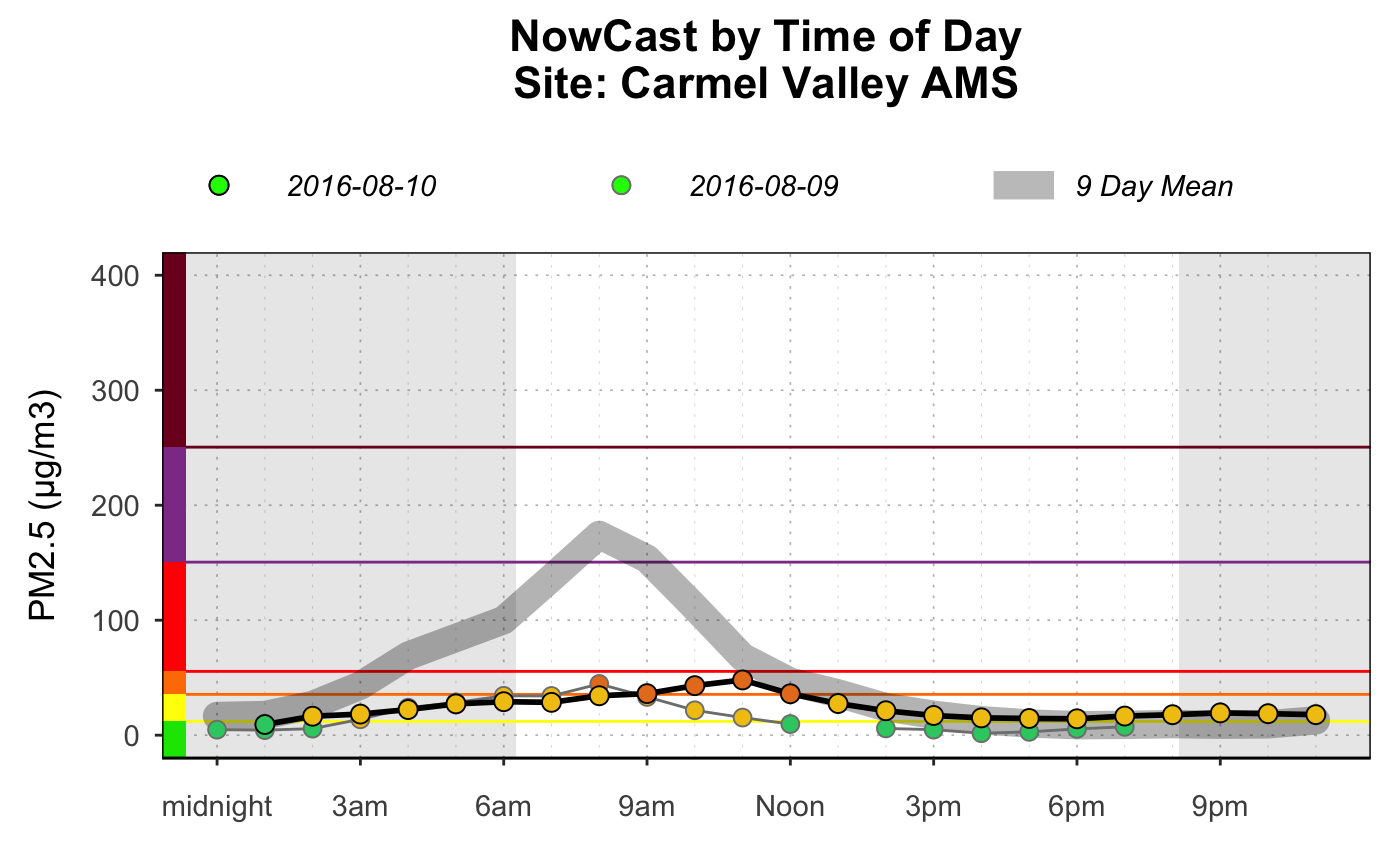 NowCast by Time of Day
Site: Carmel Valley AMS
2016-08-10 2016-08-09 9 Day Mean
PM2.5 (µg/m3)
400
300
200
100
0
midnight 3am 6am 9am Noon 3pm 6pm 9pm